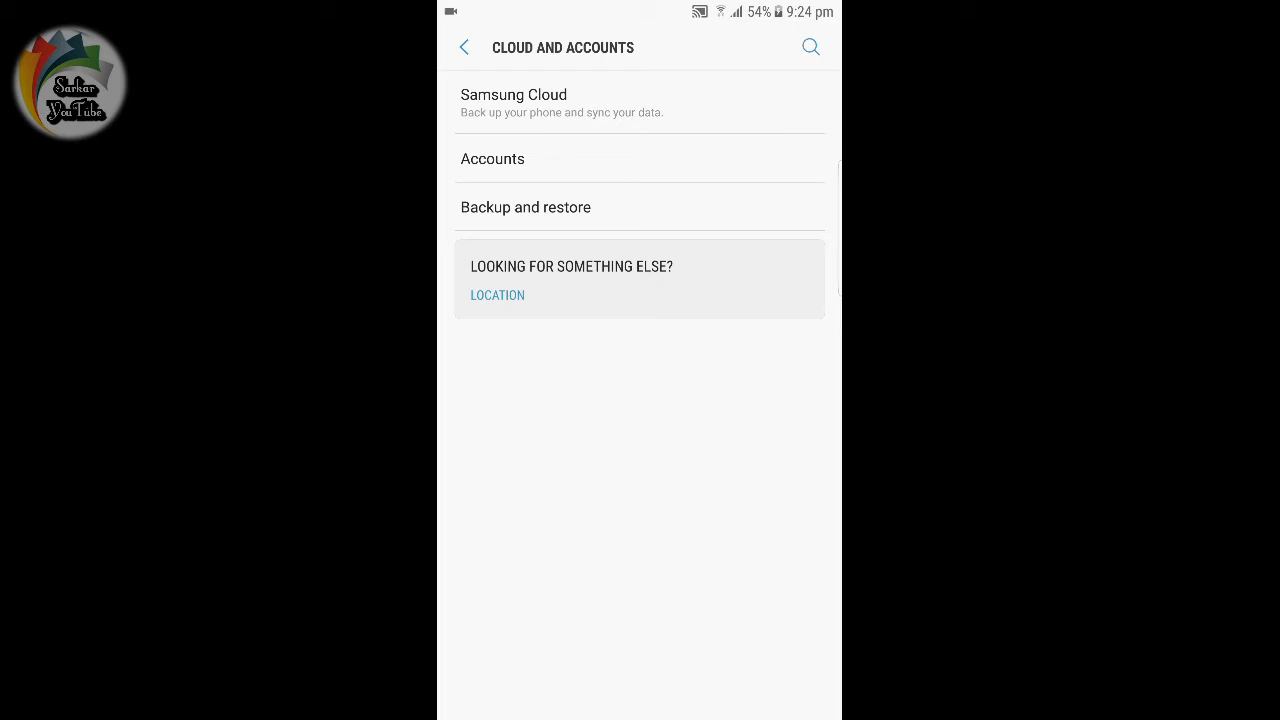 Sarkar
YouTube
54% 9:24 pm
CLOUD AND ACCOUNTS
Samsung Cloud
Back up your phone and sync your data.
Accounts
Backup and restore
LOOKING FOR SOMETHING ELSE?
LOCATION